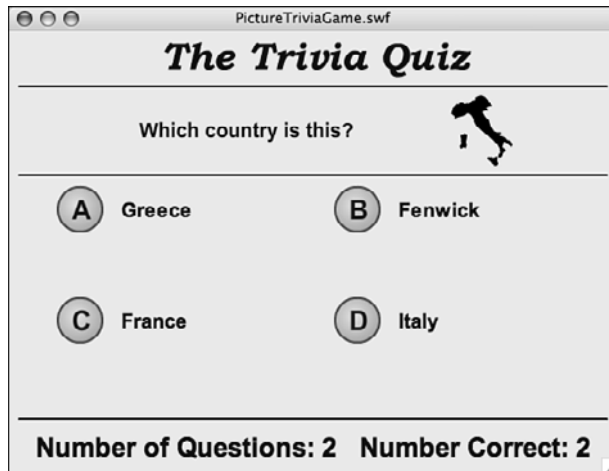 PictureTriviaGame.swf
The Trivia Quiz
Which country is this?
A Greece
B Fenwick
C France
D Italy
Number of Questions: 2 Number Correct: 2